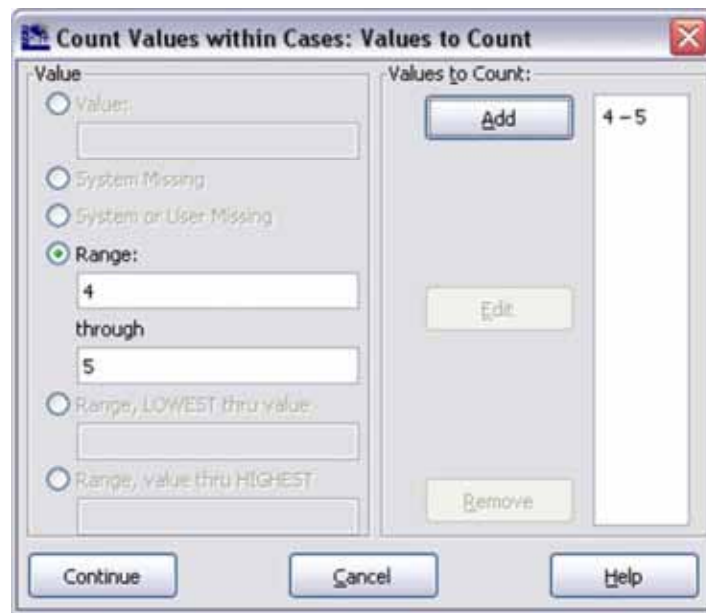 Count Values within Cases: Values to Count
Value
Value:
System Missing
System or User Missing
Range:
4
through
5
Range, LOWEST thru value:
Range, value thru HIGHEST
Values to Count:
Add
4 – 5
Edit
Remove
Continue
Cancel
Help